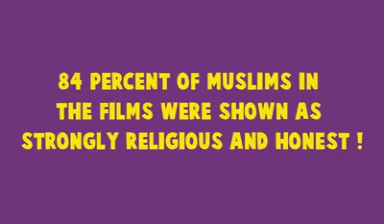 84 PERCENT OF MUSLIMS IN
THE FILMS WERE SHOWN AS
STRONGLY RELIGIOUS AND HONEST !